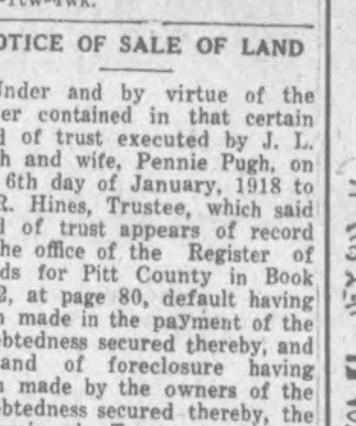 OTICE OF SALE OF LAND
Under and by virtue of the
er contained in that certain
d of trust executed by J. L.
h and wife, Pennie Pugh, on
6th day of January, 1918 to
R. Hines, Trustee, which said
d of trust appears of record
he office of the Register of
ds for Pitt County in Book
2, at page 80, default having
n made in the payment of the
ebtedness secured thereby, and
and of foreclosure having
n made by the owners of the
ebtedness secured thereby, the